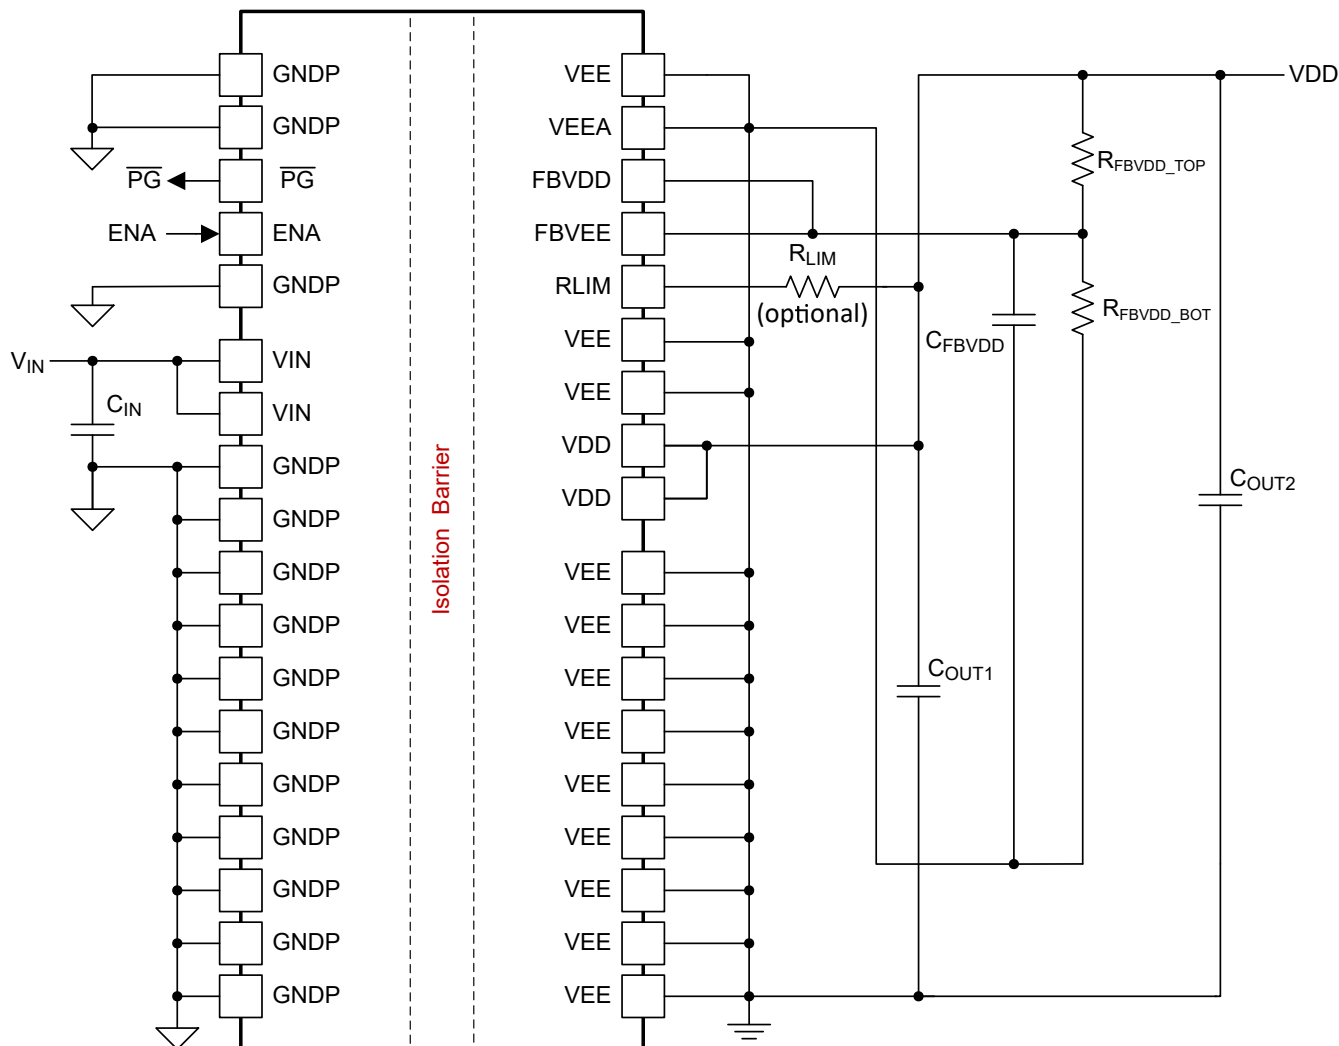 GNDP
GNDP
PG PG
ENA ENA
GNDP
VIN VIN
CIN VIN
GNDP
GNDP
GNDP
GNDP
GNDP
GNDP
GNDP
GNDP
GNDP
GNDP
GNDP
Isolation Barrier
VEE
VEEA
FBVDD
FBVEE
RLIM
VEE
VEE
VDD
VDD
VEE
VEE
VEE
VEE
VEE
VEE
VEE
VEE
VEE
RLIM
(optional)
VDD
RFBVDD_TOP
RFBVDD_BOT
CFBVDD
COUT2
COUT1